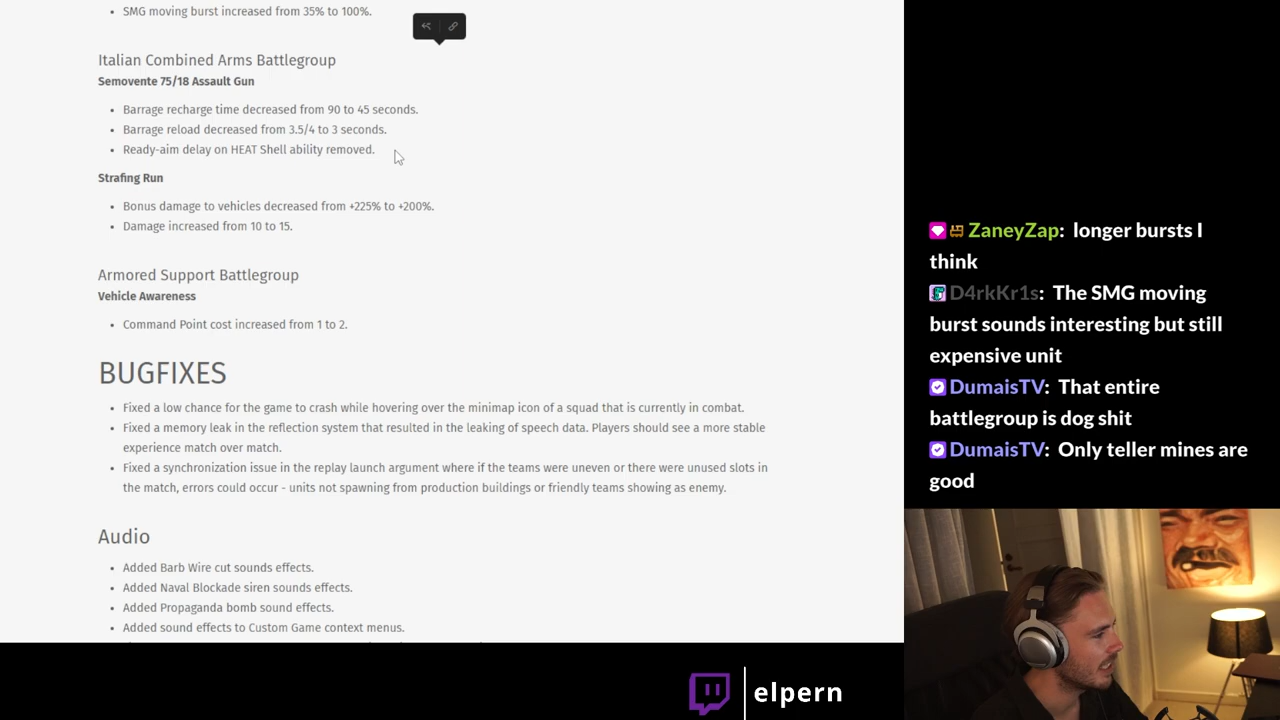 SMG moving burst increased from 35% to 100%.
Italian Combined Arms Battlegroup
Semovente 75/18 Assault Gun
Barrage recharge time decreased from 90 to 45 seconds.
Barrage reload decreased from 3.5/4 to 3 seconds.
Ready-aim delay on HEAT Shell ability removed.
Strafing Run
Bonus damage to vehicles decreased from +225% to +200%.
Damage increased from 10 to 15.
Armored Support Battlegroup
Vehicle Awareness
Command Point cost increased from 1 to 2.
BUGFIXES
Fixed a low chance for the game to crash while hovering over the minimap icon of a squad that is currently in combat.
Fixed a memory leak in the reflection system that resulted in the leaking of speech data. Players should see a more stable
experience match over match.
Fixed a synchronization issue in the replay launch argument where if the teams were uneven or there were unused slots in
the match, errors could occur - units not spawning from production buildings or friendly teams showing as enemy.
Audio
Added Barb Wire cut sounds effects.
Added Naval Blockade siren sounds effects.
Added Propaganda bomb sound effects.
Added sound effects to Custom Game context menus.
ZaneyZap: longer bursts I
think
D4rkKr1s: The SMG moving
burst sounds interesting but still
expensive unit
DumaisTV: That entire
battlegroup is dog shit
DumaisTV: Only teller mines are
good
elpern